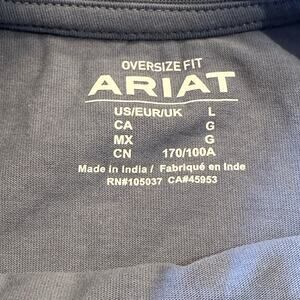 OVERSIZE FIT
ARIAT
US/EUR/UK L
CA G
MX G
CN 170/100A
Made in India / Fabriqué en Inde
RN#105037 CA#45953